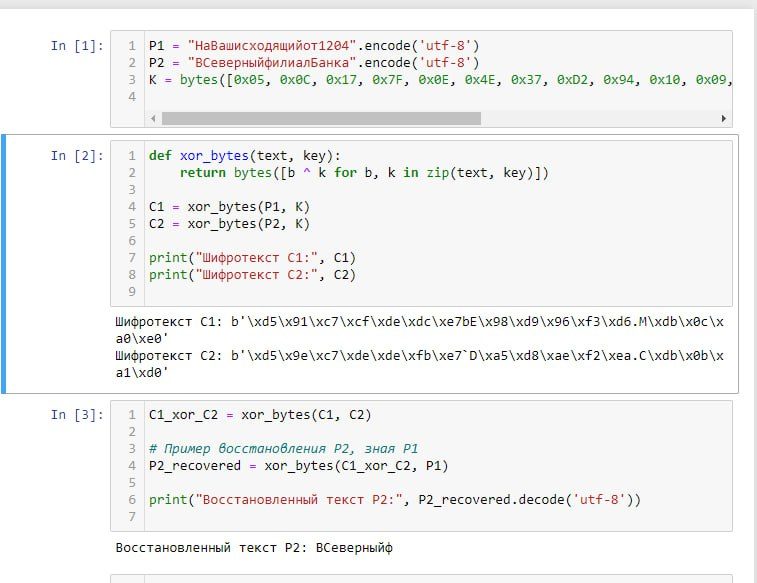 In [1]:
1 P1 = "НаВашисходящийот1204".encode('utf-8')
2 P2 = "ВСеверныйфилиалБанка".encode('utf-8')
3 K = bytes([0x05, 0x0C, 0x17, 0x7F, 0x0E, 0x4E, 0x37, 0xD2, 0x94, 0x10, 0x09,
4
In [2]:
1 def xor_bytes(text, key):
2 return bytes([b ^ k for b, k in zip(text, key)])
3
4 C1 = xor_bytes(P1, K)
5 C2 = xor_bytes(P2, K)
6
7 print("Шифротекст C1:", C1)
8 print("Шифротекст C2:", C2)
9
Шифротекст C1: b'\xd5\x91\xc7\xcf\xde\xdc\xe7bE\x98\xd9\x96\xf3\xd6.M\xdb\x0c\x
a0\xe0'
Шифротекст C2: b'\xd5\x9e\xc7\xde\xde\xfb\xe7`D\xa5\xd8\xae\xf2\xea.C\xdb\x0b\x
a1\xd0'
In [3]:
1 C1_xor_C2 = xor_bytes(C1, C2)
2
3 # Пример восстановления P2, зная P1
4 P2_recovered = xor_bytes(C1_xor_C2, P1)
5
6 print("Восстановленный текст P2:", P2_recovered.decode('utf-8'))
7
Восстановленный текст P2: ВСеверныйф